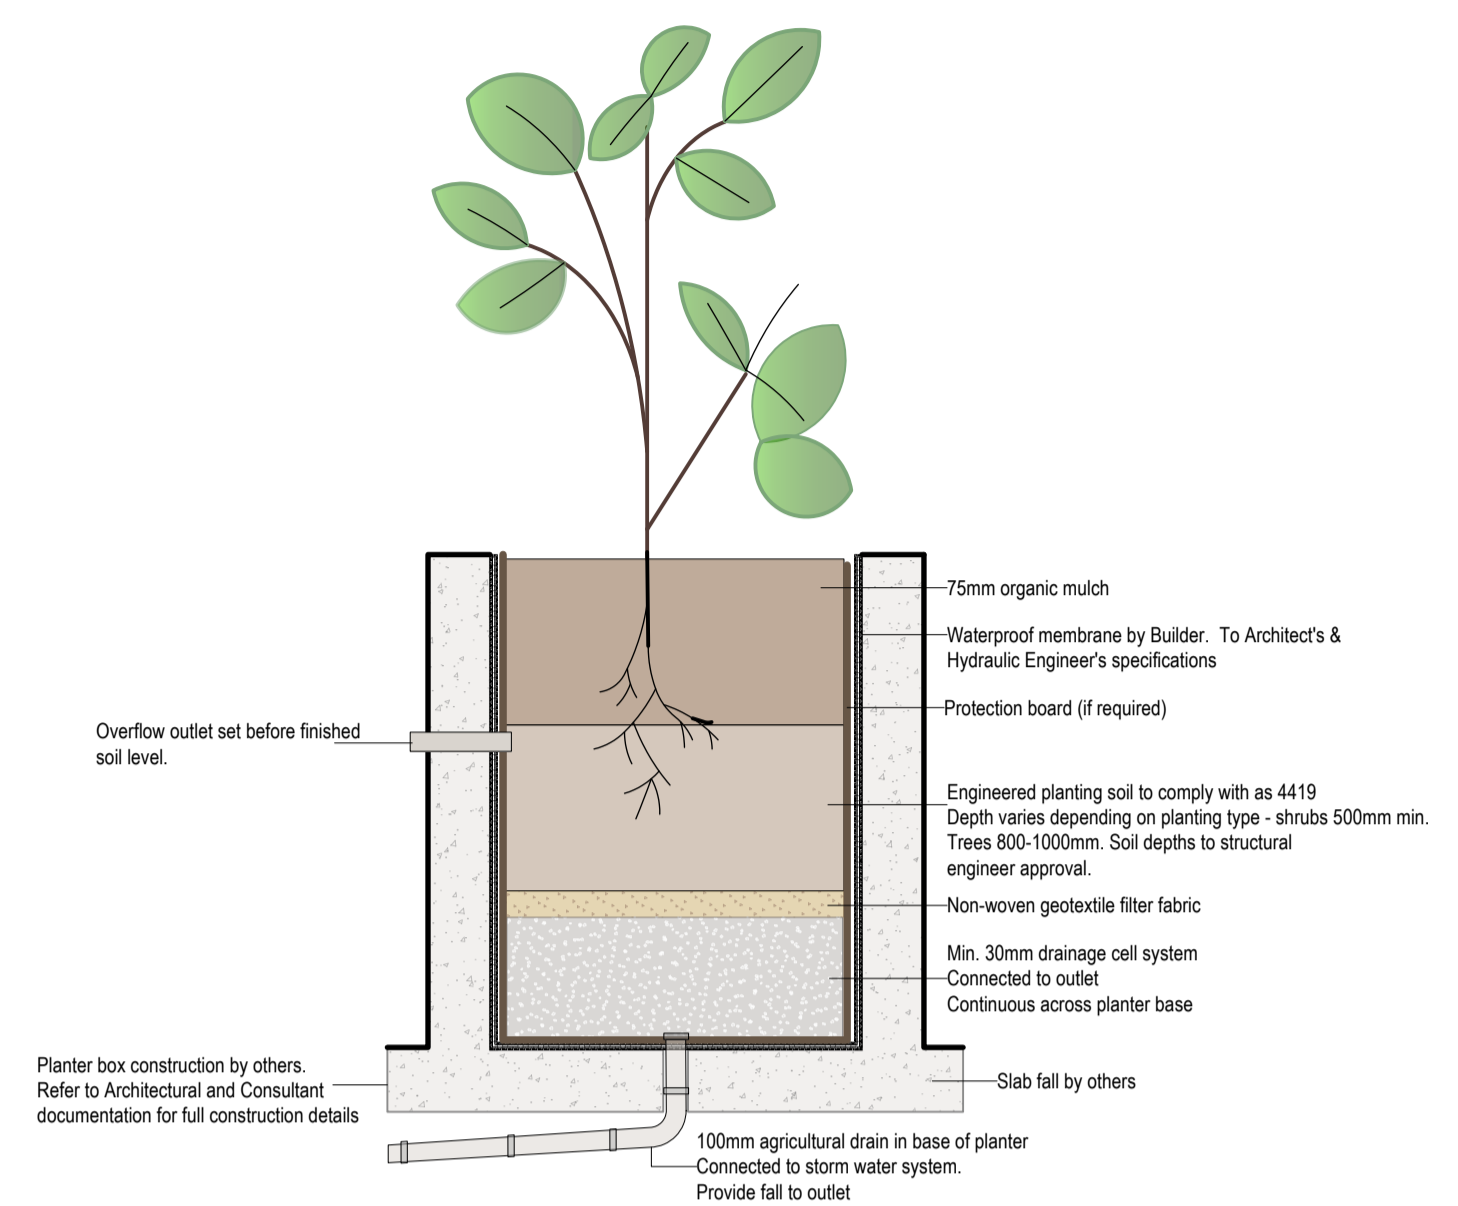 75mm organic mulch
Waterproof membrane by Builder.  To Architect's &
Hydraulic Engineer's specifications
Protection board (if required)
Overflow outlet set before finished
soil level.
Engineered planting soil to comply with as 4419
Depth varies depending on planting type - shrubs 500mm min.
Trees 800-1000mm. Soil depths to structural
engineer approval.
Non-woven geotextile filter fabric
Min. 30mm drainage cell system
Connected to outlet
Continuous across planter base
Planter box construction by others.
Refer to Architectural and Consultant
documentation for full construction details
Slab fall by others
100mm agricultural drain in base of planter
Connected to storm water system.
Provide fall to outlet